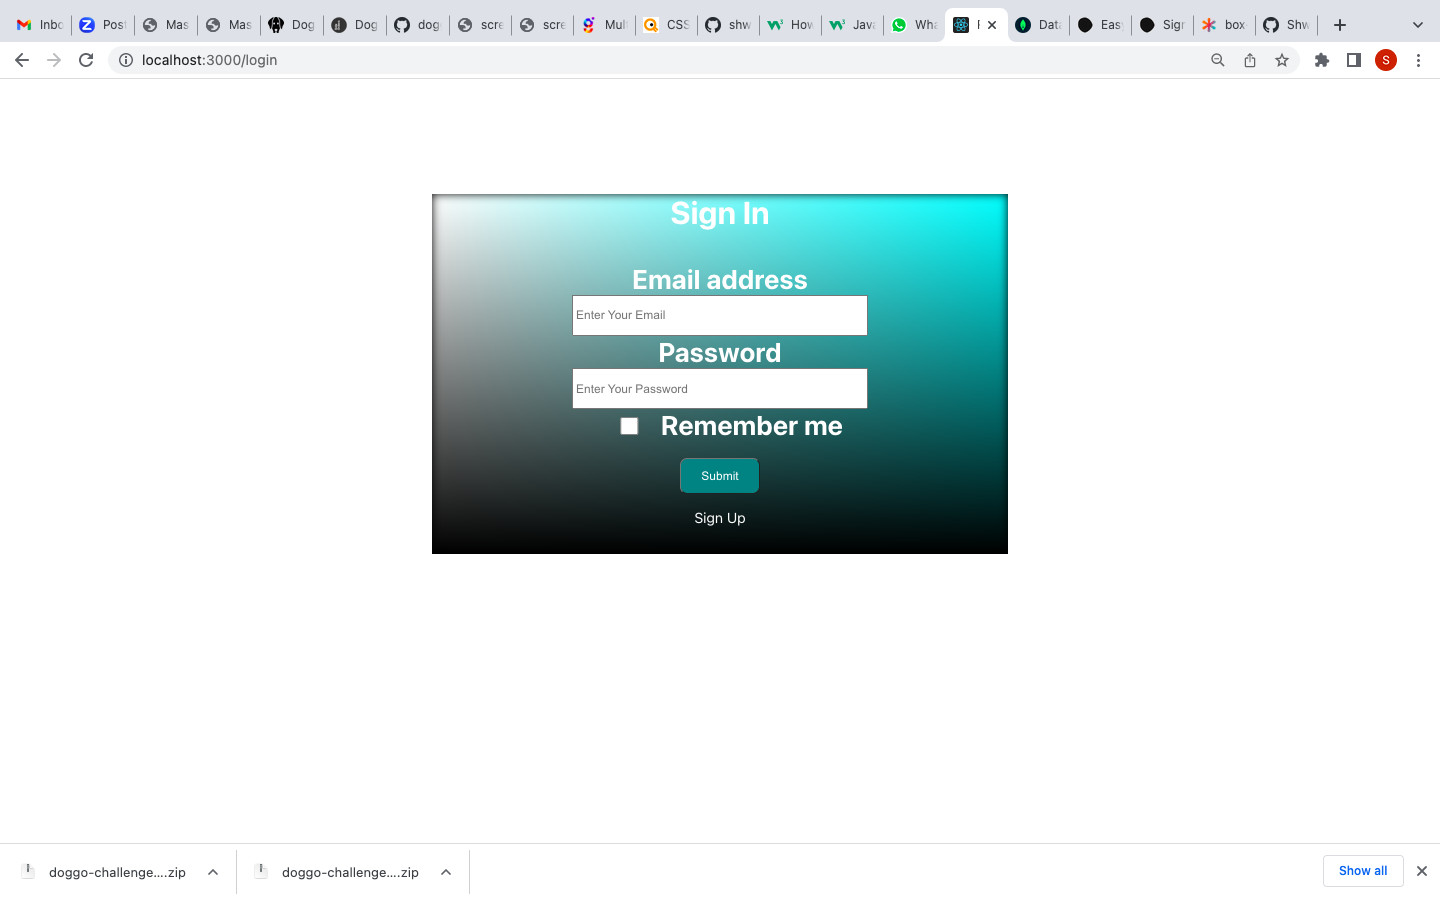 Inbo Post Mas Mas Dog Dog dog scre scre Mul CSS shw How Java Wha Data Eas Sign box Shw
localhost:3000/login
S
Sign In
Email address
Enter Your Email
Password
Enter Your Password
Remember me
Submit
Sign Up
doggo-challenge....zip
doggo-challenge....zip
Show all